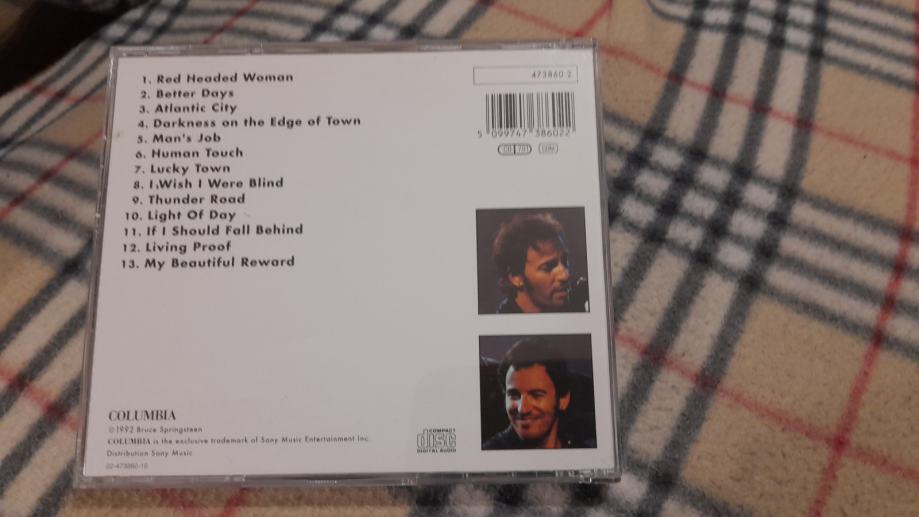 1. Red Headed Woman
2. Better Days
3. Atlantic City
4. Darkness on the Edge of Town
5. Man's Job
6. Human Touch
7. Lucky Town
8. I Wish I Were Blind
9. Thunder Road
10. Light Of Day
11. If I Should Fall Behind
12. Living Proof
13. My Beautiful Reward
473860 2
5 099747 386022
COLUMBIA
©1992 Bruce Springsteen
COLUMBIA is the exclusive trademark of Sony Music Entertainment Inc.
Distribution Sony Music
02-473860-10
COMPACT
disc
DIGITAL AUDIO